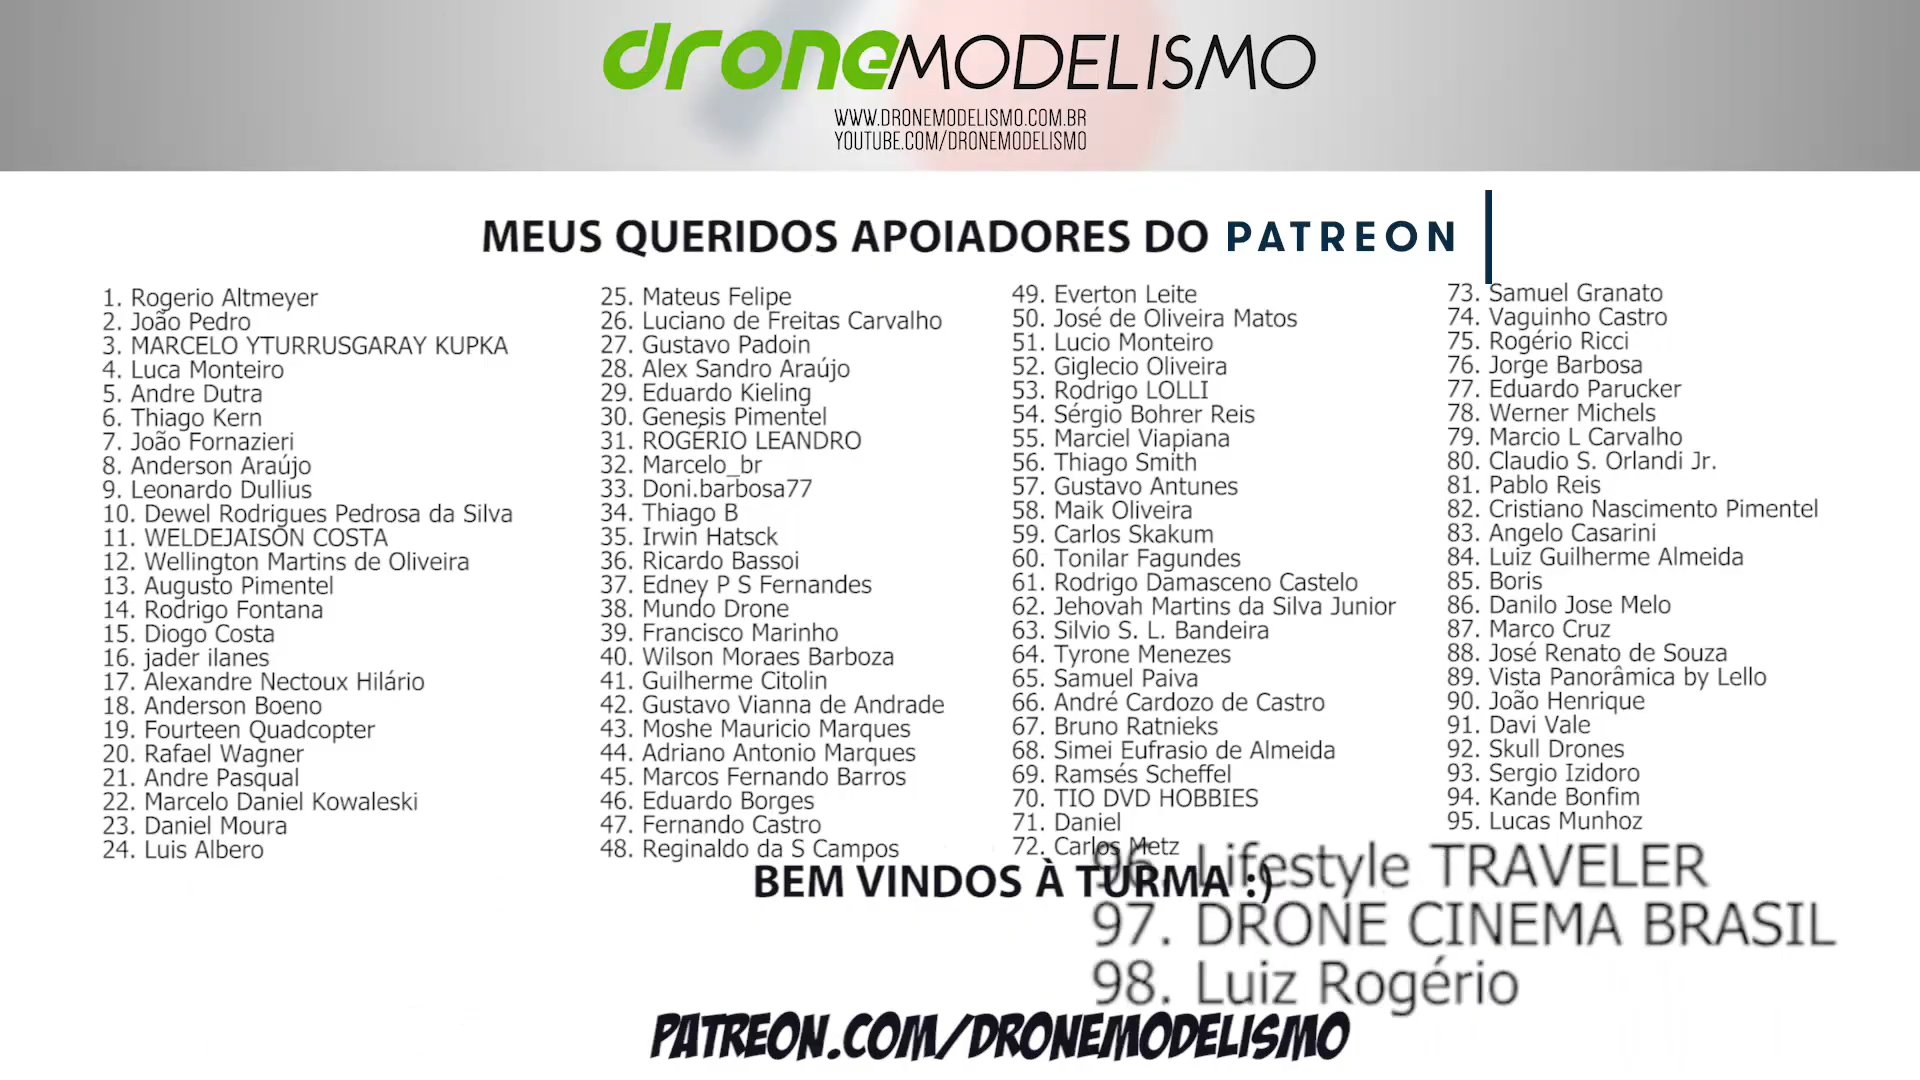 droneMODELISMO
WWW.DRONEMODELISMO.COM.BR
YOUTUBE.COM/DRONEMODELISMO
MEUS QUERIDOS APOIADORES DO PATREON
1. Rogerio Altmeyer
2. João Pedro
3. MARCELO YTURRUSGARAY KUPKA
4. Luca Monteiro
5. Andre Dutra
6. Thiago Kern
7. João Fornazieri
8. Anderson Araújo
9. Leonardo Dullius
10. Dewel Rodrigues Pedrosa da Silva
11. WELDEJAISON COSTA
12. Wellington Martins de Oliveira
13. Augusto Pimentel
14. Rodrigo Fontana
15. Diogo Costa
16. jader ilanes
17. Alexandre Nectoux Hilário
18. Anderson Boeno
19. Fourteen Quadcopter
20. Rafael Wagner
21. Andre Pasqual
22. Marcelo Daniel Kowaleski
23. Daniel Moura
24. Luis Albero
25. Mateus Felipe
26. Luciano de Freitas Carvalho
27. Gustavo Padoin
28. Alex Sandro Araújo
29. Eduardo Kieling
30. Genesis Pimentel
31. ROGÉRIO LEANDRO
32. Marcelo_br
33. Doni.barbosa77
34. Thiago B
35. Irwin Hatsck
36. Ricardo Bassoi
37. Edney P S Fernandes
38. Mundo Drone
39. Francisco Marinho
40. Wilson Moraes Barboza
41. Guilherme Citolin
42. Gustavo Vianna de Andrade
43. Moshe Mauricio Marques
44. Adriano Antonio Marques
45. Marcos Fernando Barros
46. Eduardo Borges
47. Fernando Castro
48. Reginaldo da S Campos
49. Everton Leite
50. José de Oliveira Matos
51. Lucio Monteiro
52. Giglecio Oliveira
53. Rodrigo LOLLI
54. Sérgio Bohrer Reis
55. Marciel Viapiana
56. Thiago Smith
57. Gustavo Antunes
58. Maik Oliveira
59. Carlos Skakum
60. Tonilar Fagundes
61. Rodrigo Damasceno Castelo
62. Jehovah Martins da Silva Junior
63. Silvio S. L. Bandeira
64. Tyrone Menezes
65. Samuel Paiva
66. André Cardozo de Castro
67. Bruno Ratnieks
68. Simei Eufrasio de Almeida
69. Ramsés Scheffel
70. TIO DVD HOBBIES
71. Daniel
72. Carlos Metz
73. Samuel Granato
74. Vaguinho Castro
75. Rogério Ricci
76. Jorge Barbosa
77. Eduardo Parucker
78. Werner Michels
79. Marcio L Carvalho
80. Claudio S. Orlandi Jr.
81. Pablo Reis
82. Cristiano Nascimento Pimentel
83. Angelo Casarini
84. Luiz Guilherme Almeida
85. Boris
86. Danilo Jose Melo
87. Marco Cruz
88. José Renato de Souza
89. Vista Panorâmica by Lello
90. João Henrique
91. Davi Vale
92. Skull Drones
93. Sergio Izidoro
94. Kande Bonfim
95. Lucas Munhoz
96. Lifestyle TRAVELER
97. DRONE CINEMA BRASIL
98. Luiz Rogério
BEM VINDOS À TURMA :)
PATREON.COM/DRONEMODELISMO